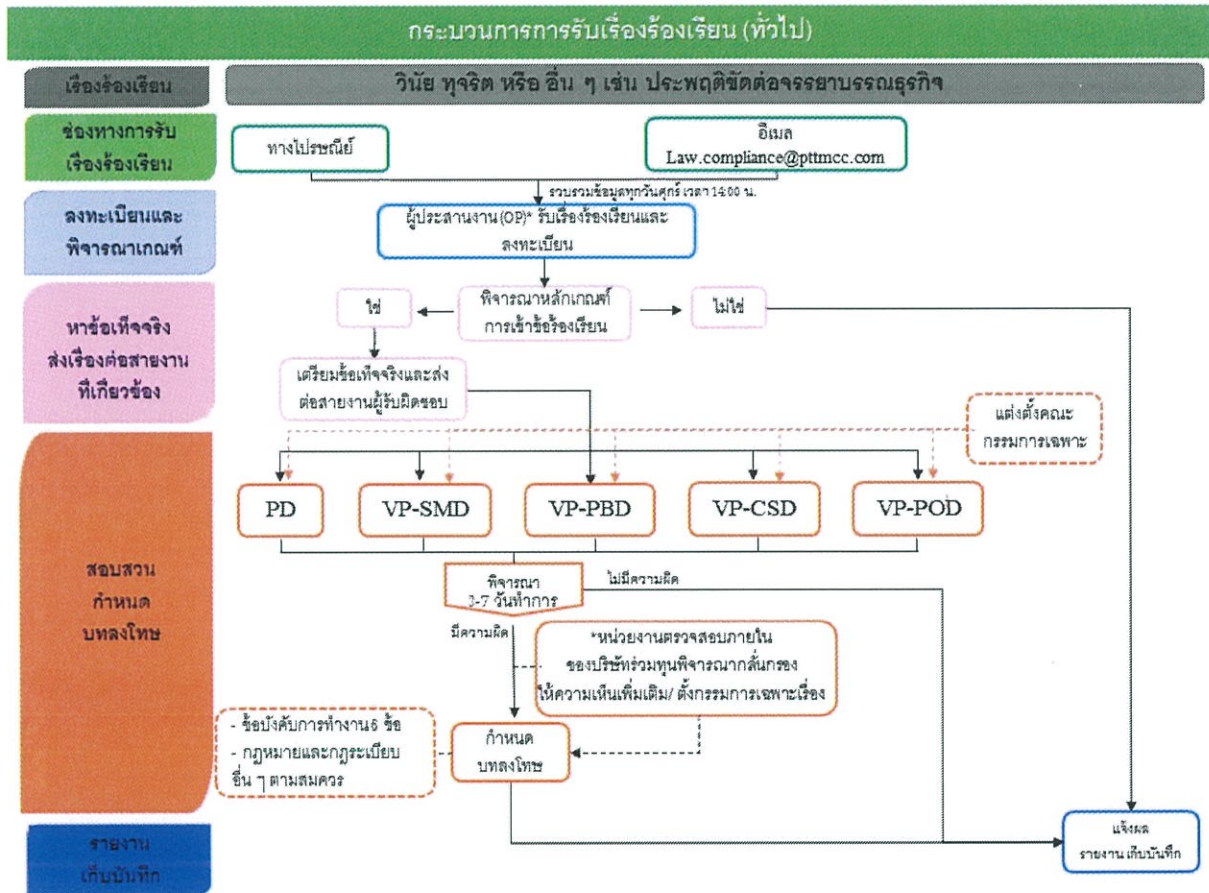 กระบวนการการรับเรื่องร้องเรียน (ทั่วไป)
เรื่องร้องเรียน
วินัย ทุจริต หรือ อื่น ๆ เช่น ประพฤติขัดต่อจรรยาบรรณธุรกิจ
ช่องทางการรับ
เรื่องร้องเรียน
ทางไปรษณีย์
อีเมล
Law.compliance@pttmcc.com
รวบรวมข้อมูลทุกวันศุกร์ เวลา 14:00 น.
ลงทะเบียนและ
พิจารณาเกณฑ์
ผู้ประสานงาน (OP)* รับเรื่องร้องเรียนและ
ลงทะเบียน
หาข้อเท็จจริง
ส่งเรื่องต่อสายงาน
ที่เกี่ยวข้อง
ใช่
พิจารณาหลักเกณฑ์
การเข้าข้อร้องเรียน
ไม่ใช่
เตรียมข้อเท็จจริงและส่ง
ต่อสายงานผู้รับผิดชอบ
แต่งตั้งคณะ
กรรมการเฉพาะ
PD
VP-SMD
VP-PBD
VP-CSD
VP-POD
สอบสวน
กำหนด
บทลงโทษ
พิจารณา
3-7 วันทำการ
ไม่มีความผิด
มีความผิด
*หน่วยงานตรวจสอบภายใน
ของบริษัทร่วมทุนพิจารณากลั่นกรอง
ให้ความเห็นเพิ่มเติม/ ตั้งกรรมการเฉพาะเรื่อง
- ข้อบังคับการทำงาน 6 ข้อ
- กฎหมายและกฎระเบียบ
อื่น ๆ ตามสมควร
กำหนด
บทลงโทษ
รายงาน
เก็บบันทึก
แจ้งผล
รายงาน เก็บบันทึก